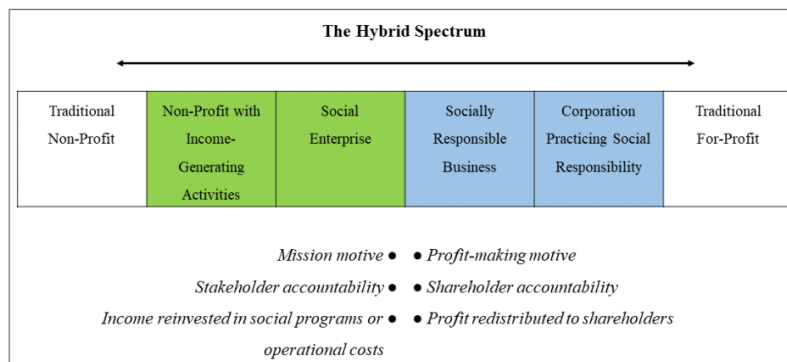 The Hybrid Spectrum
Traditional
Non-Profit
Non-Profit with
Income-
Generating
Activities
Social
Enterprise
Socially
Responsible
Business
Corporation
Practicing Social
Responsibility
Traditional
For-Profit
Mission motive ● ● Profit-making motive
Stakeholder accountability ● ● Shareholder accountability
Income reinvested in social programs or ● ● Profit redistributed to shareholders
operational costs